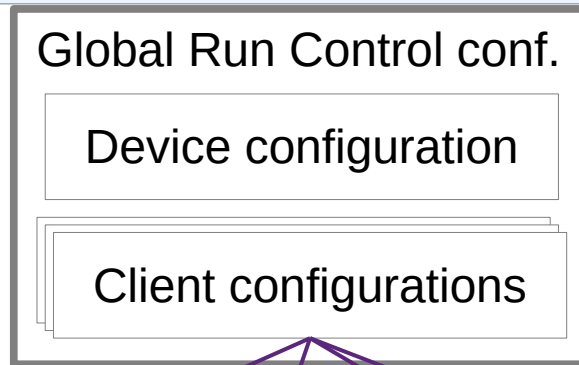 Global Run Control conf.
Device configuration
Client configurations